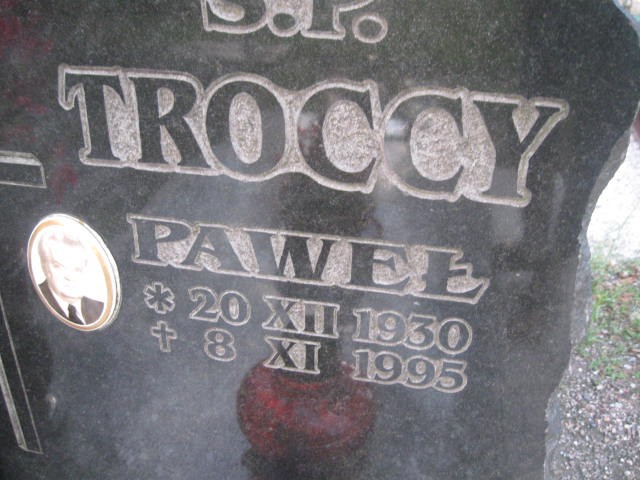 S.P.
TROCCY
PAWEŁ
* 20 XII 1930
† 8 XI 1995